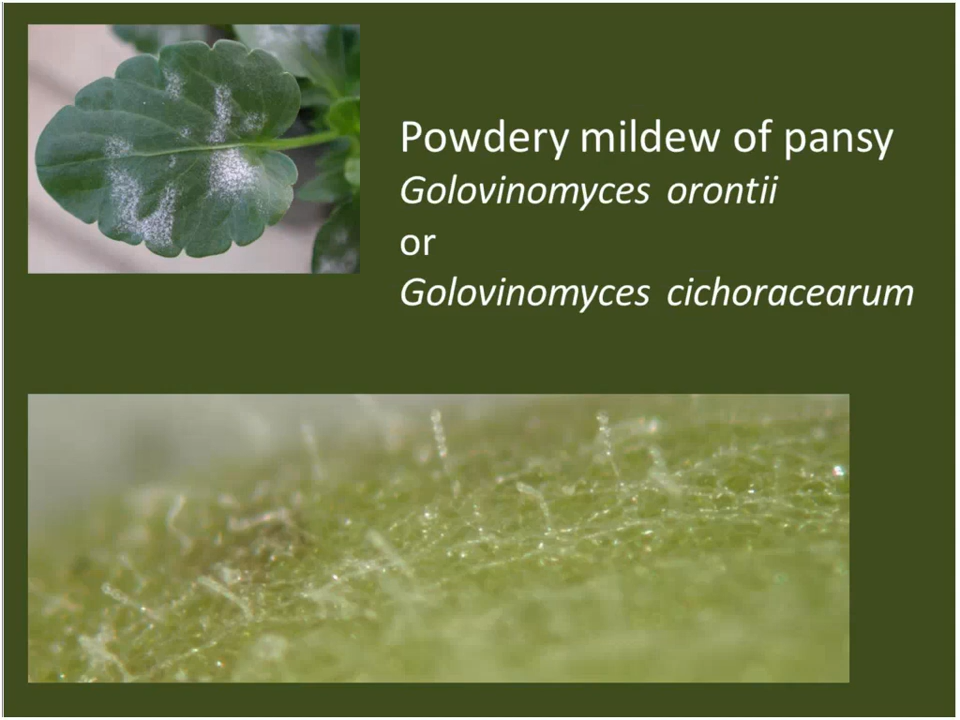 Powdery mildew of pansy
Golovinomyces orontii
or
Golovinomyces cichoracearum